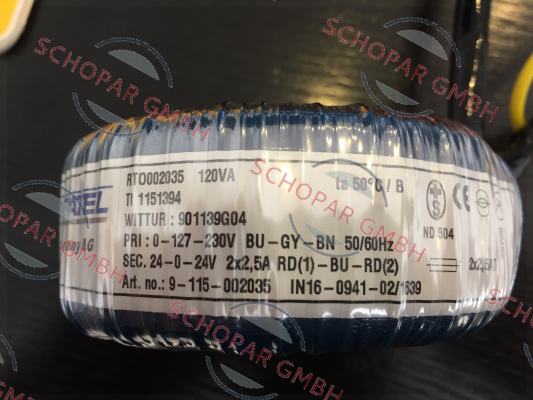 RTO002035 120VA ta 50°C / B
TI 1151394
WITTUR : 901139G04
ND 504
AG
PRI : 0-127-230V BU-GY-BN 50/60Hz
SEC. 24-0-24V 2x2,5A RD(1)-BU-RD(2)
Art. no.: 9-115-002035 IN16-0941-02/1639
CE
SCHOPAR GMBH
SCHOPAR GMBH
SCHOPAR GMBH
SCHOPAR GMBH
SCHOPAR GMBH